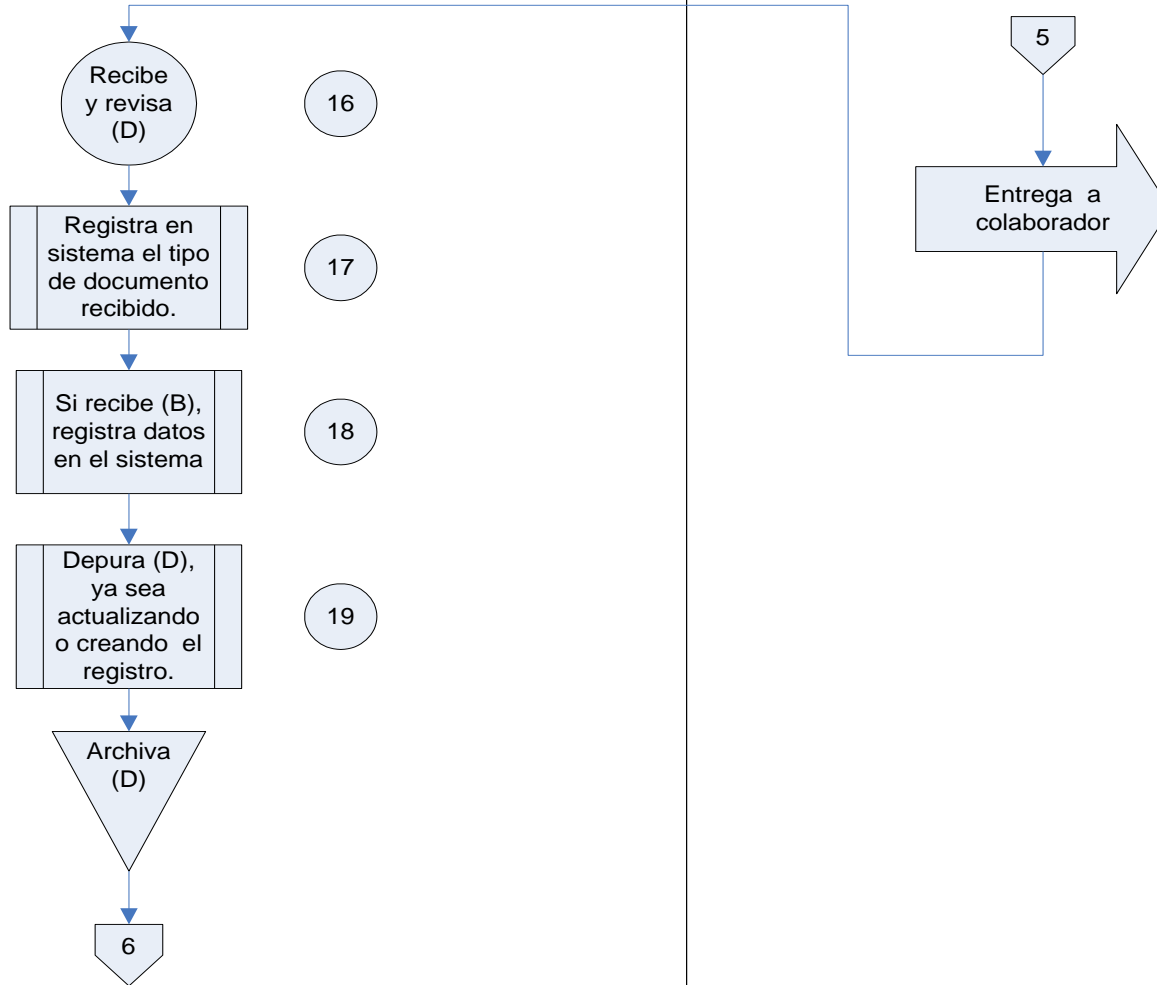 5
Entrega a
colaborador
Recibe
y revisa
(D)
16
Registra en
sistema el tipo
de documento
recibido.
17
Si recibe (B),
registra datos
en el sistema
18
Depura (D),
ya sea
actualizando
o creando el
registro.
19
Archiva
(D)
6